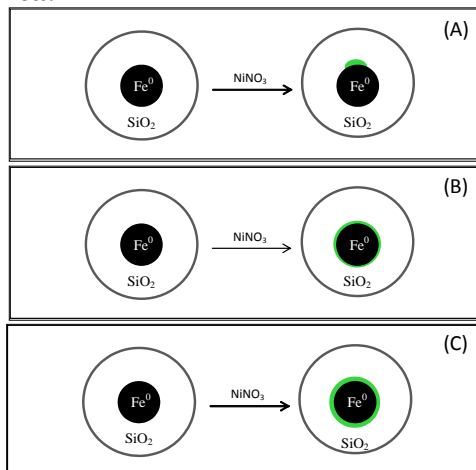 (A)
NiNO₃
Fe⁰ Fe⁰
SiO₂ SiO₂
(B)
NiNO₃
Fe⁰ Fe⁰
SiO₂ SiO₂
(C)
NiNO₃
Fe⁰ Fe⁰
SiO₂ SiO₂